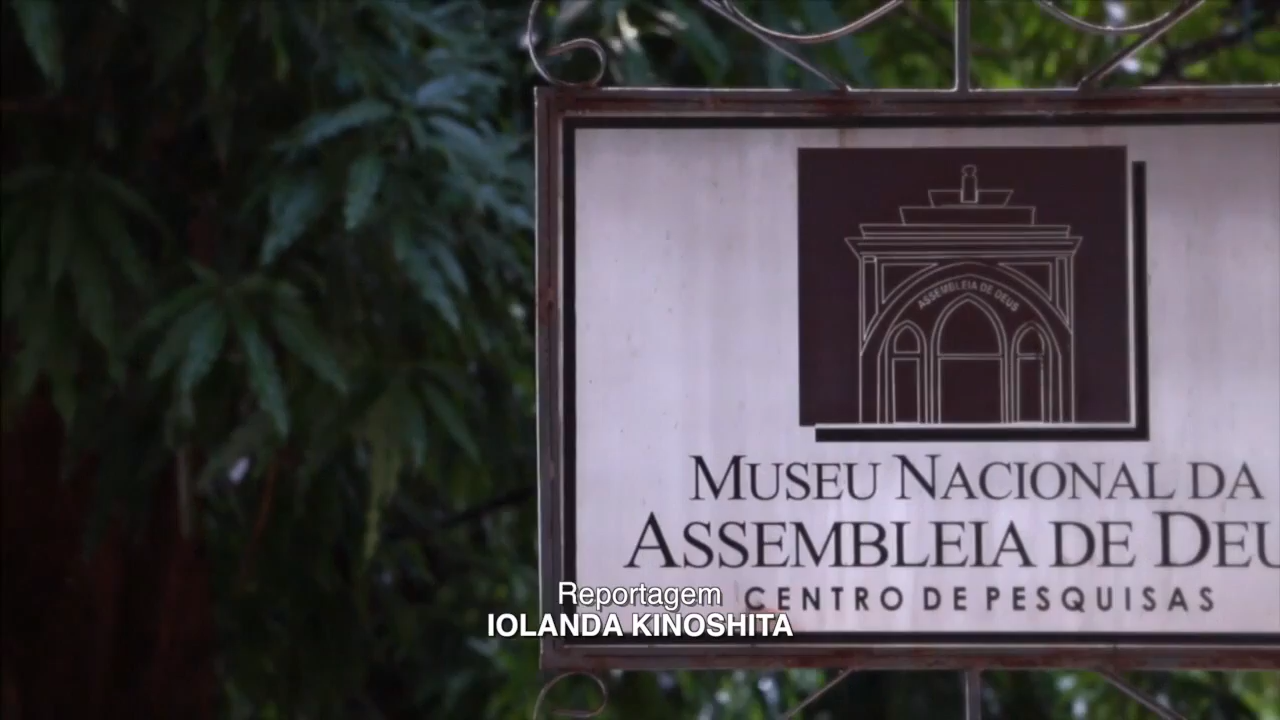 ASSEMBLEIA DE DEUS
MUSEU NACIONAL DA
ASSEMBLEIA DE DEU
CENTRO DE PESQUISAS
Reportagem
IOLANDA KINOSHITA